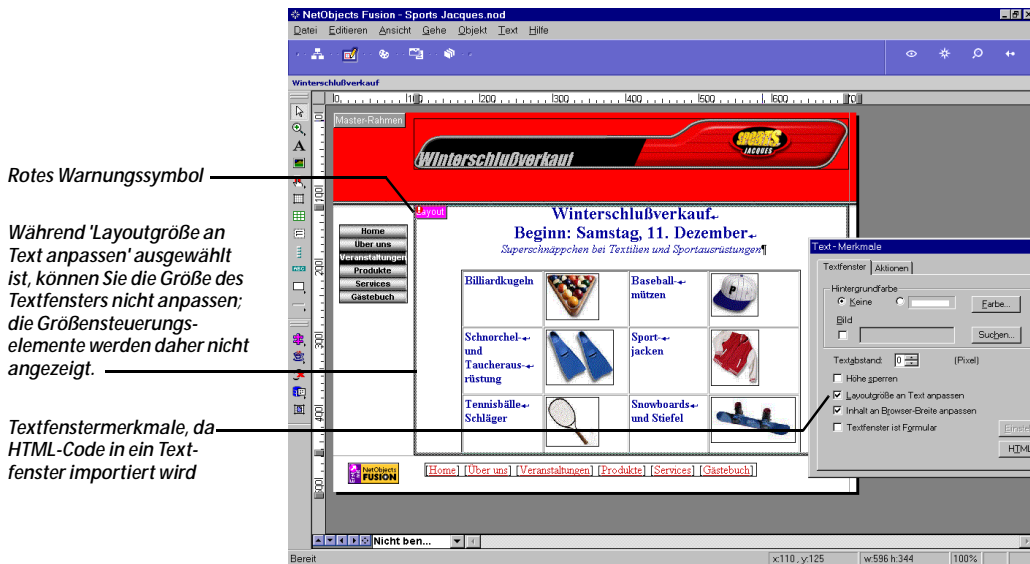 NetObjects Fusion - Sports Jacques.nod
Datei Editieren Ansicht Gehe Objekt Text Hilfe
Winterschlußverkauf
Master-Rahmen
Winterschlußverkauf
SPORTS
JACQUES
Rotes Warnungssymbol
Layout
Winterschlußverkauf
Beginn: Samstag, 11. Dezember
Superschnäppchen bei Textilien und Sportausrüstungen¶
Während 'Layoutgröße an
Text anpassen' ausgewählt
ist, können Sie die Größe des
Textfensters nicht anpassen;
die Größensteuerungs-
elemente werden daher nicht
angezeigt.
Home
Über uns
Veranstaltungen
Produkte
Services
Gästebuch
Billiardkugeln
Baseball-
mützen
Schnorchel-
und
Taucheraus-
rüstung
Sport-
jacken
Tennisbälle
Schläger
Snowboards
und Stiefel
Text-Merkmale
Textfenster Aktionen
Hintergrundfarbe
Keine
Farbe...
Bild
Suchen...
Textabstand: 0 (Pixel)
Höhe sperren
Layoutgröße an Text anpassen
Inhalt an Browser-Breite anpassen
Textfenster ist Formular
HTML
Textfenstermerkmale, da
HTML-Code in ein Text-
fenster importiert wird
NetObjects
FUSION
[Home] [Über uns] [Veranstaltungen] [Produkte] [Services] [Gästebuch]
Nicht ben...
Bereit
x:110, y:125
w:596 h:344
100%